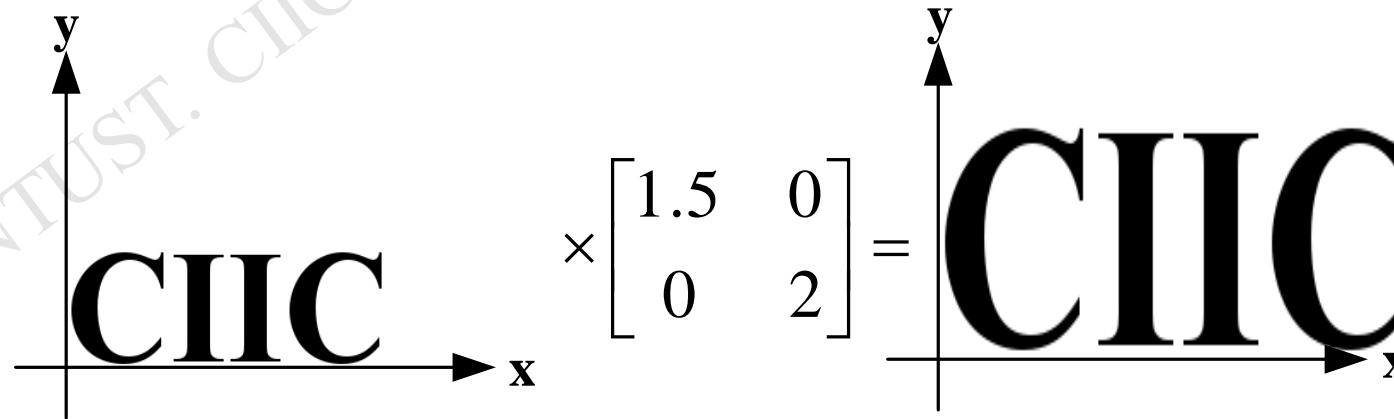 y
y
NTUST. CIIC
×[1.5 0
0 2] =
CIIC
x
CIIC
x